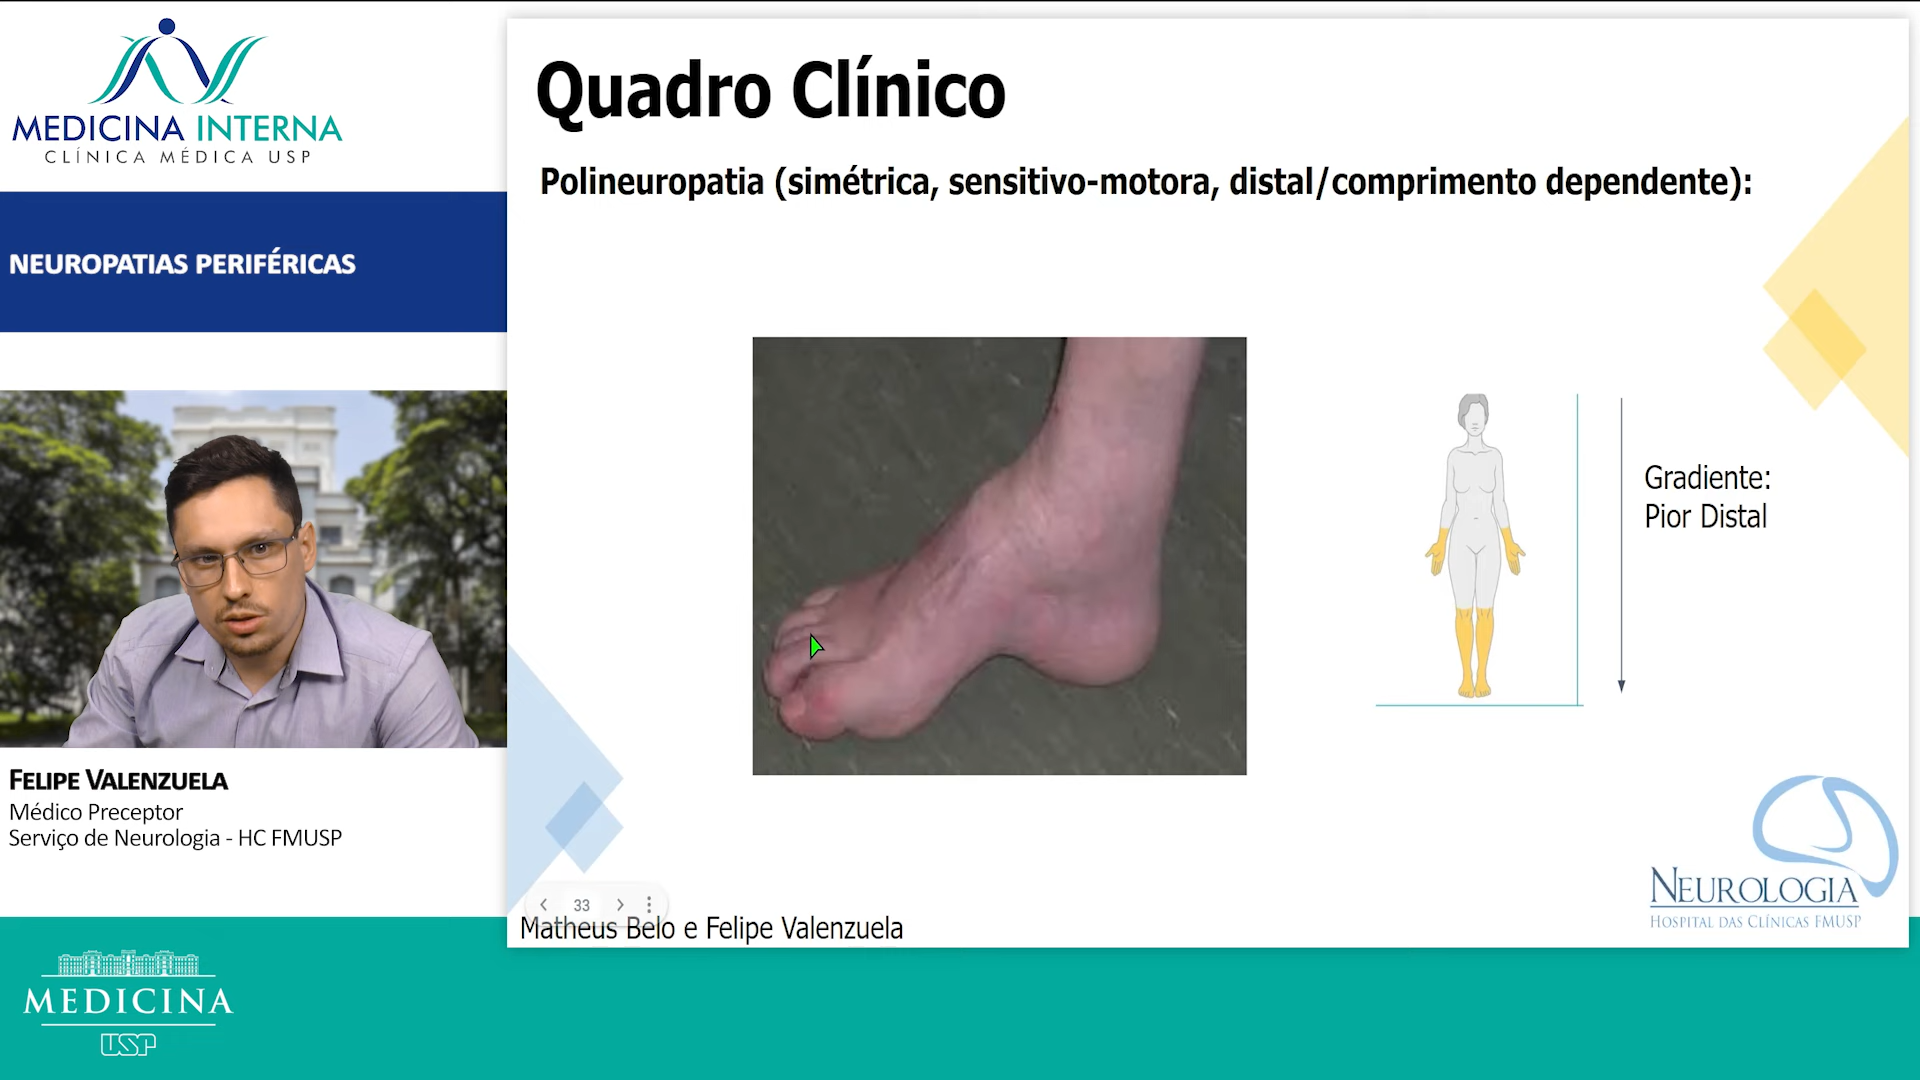 MEDICINA INTERNA
CLÍNICA MÉDICA USP
NEUROPATIAS PERIFÉRICAS
FELIPE VALENZUELA
Médico Preceptor
Serviço de Neurologia - HC FMUSP
MEDICINA
USP
Quadro Clínico
Polineuropatia (simétrica, sensitivo-motora, distal/comprimento dependente):
Gradiente:
Pior Distal
33
Matheus Belo e Felipe Valenzuela
NEUROLOGIA
HOSPITAL DAS CLÍNICAS FMUSP